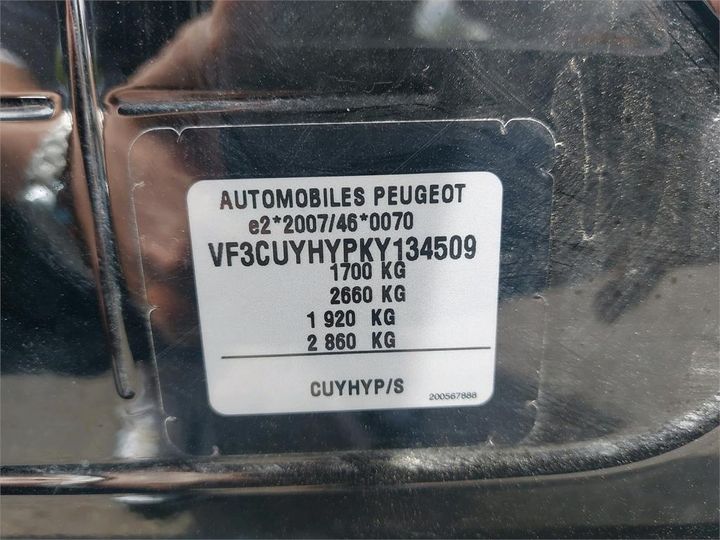 AUTOMOBILES PEUGEOT
e2*2007/46*0070
VF3CUYHYPKY134509
1700 KG
2660 KG
1 920 KG
2 860 KG
CUYHYP/S
200567888